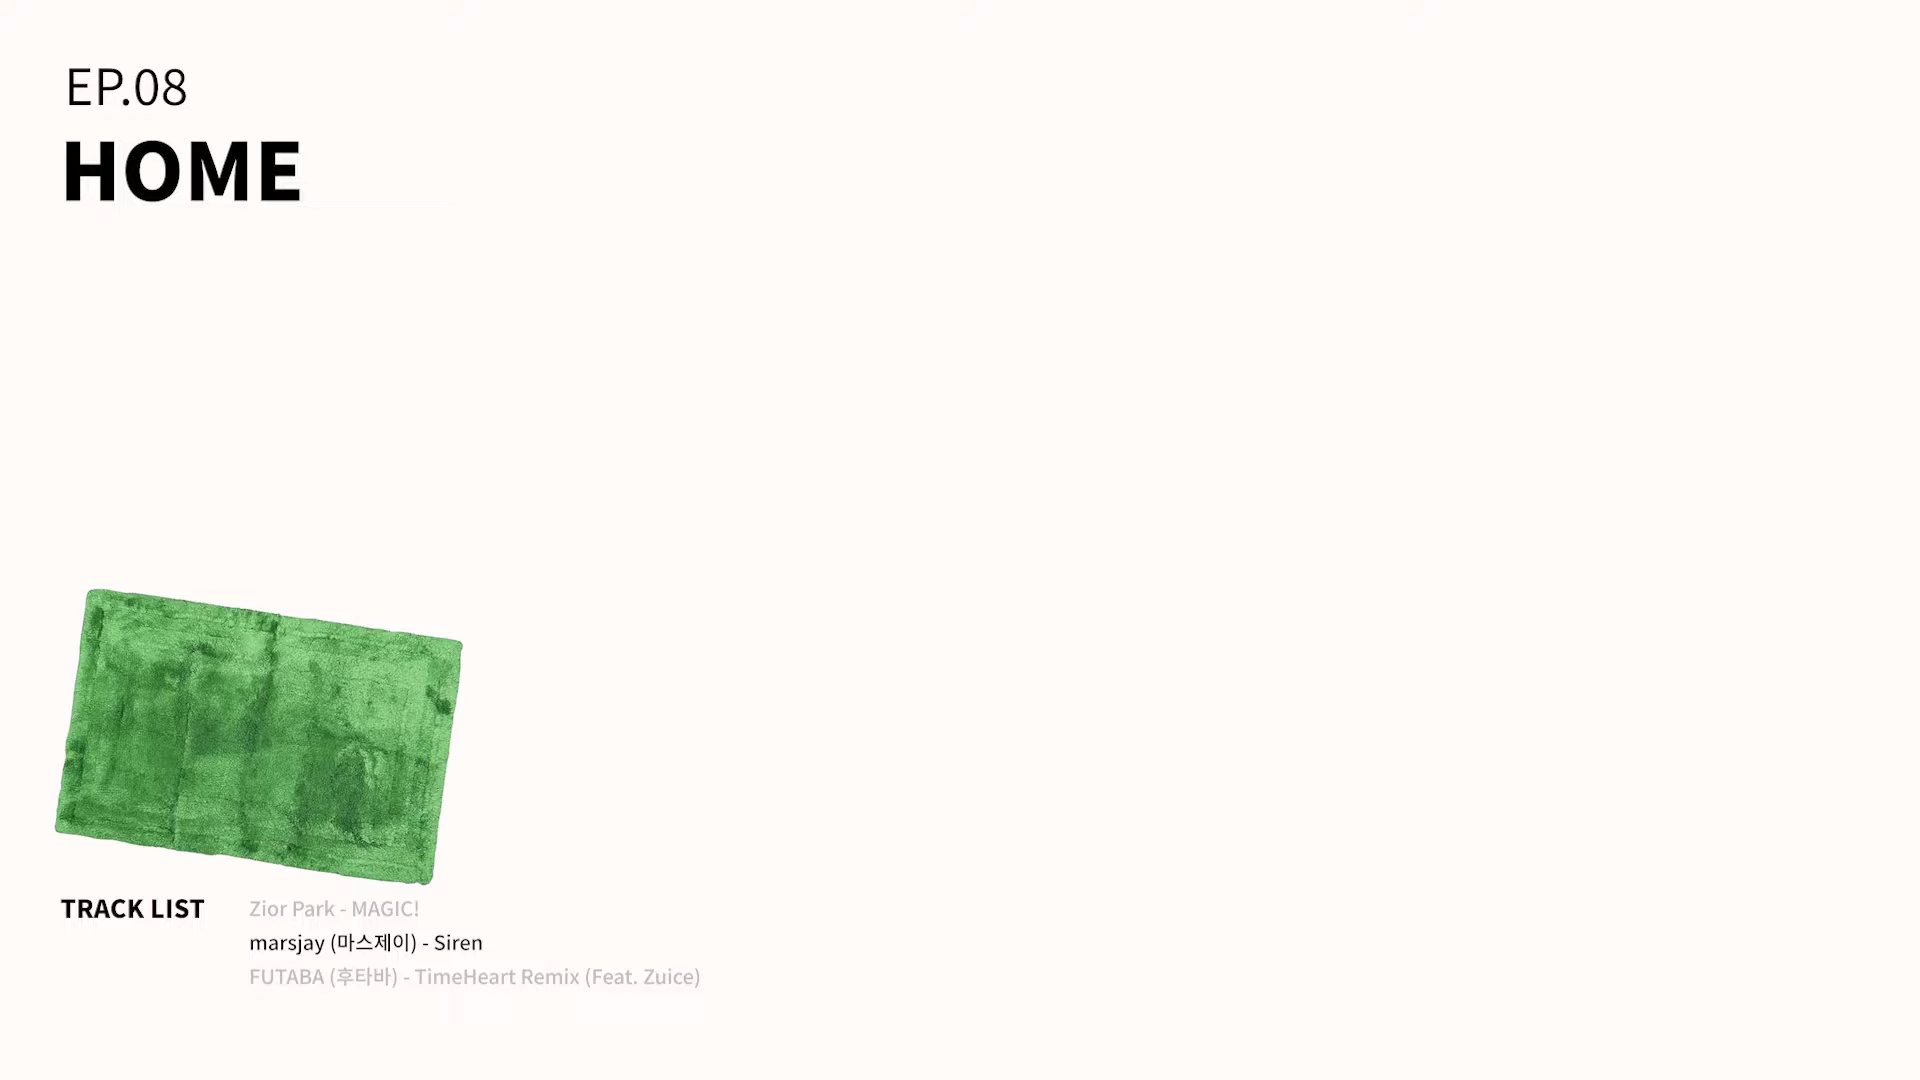 EP.08
HOME
TRACK LIST
Zior Park - MAGIC!
marsjay (마스제이) - Siren
FUTABA (후타바) - TimeHeart Remix (Feat. Zuice)